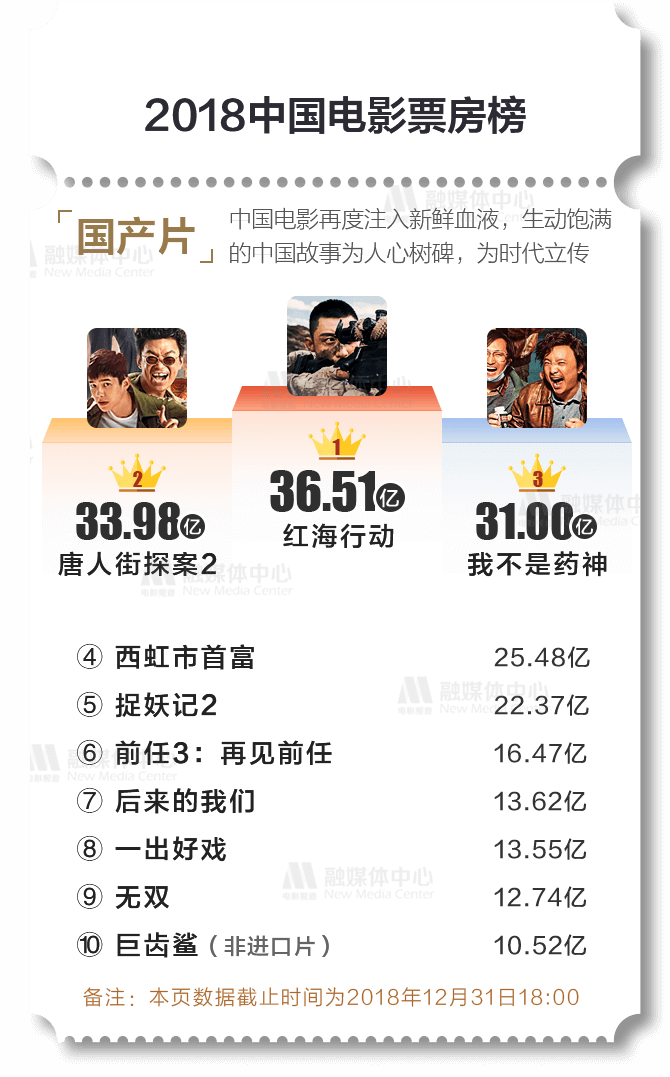 2018中国电影票房榜
「国产片」
中国电影再度注入新鲜血液，生动饱满
的中国故事为人心树碑，为时代立传
2
33.98亿
唐人街探案2
1
36.51亿
红海行动
3
31.00亿
我不是药神
④ 西虹市首富 25.48亿
⑤ 捉妖记2 22.37亿
⑥ 前任3：再见前任 16.47亿
⑦ 后来的我们 13.62亿
⑧ 一出好戏 13.55亿
⑨ 无双 12.74亿
⑩ 巨齿鲨（非进口片） 10.52亿
备注：本页数据截止时间为2018年12月31日18:00
融媒体中心
New Media Center
电影频道